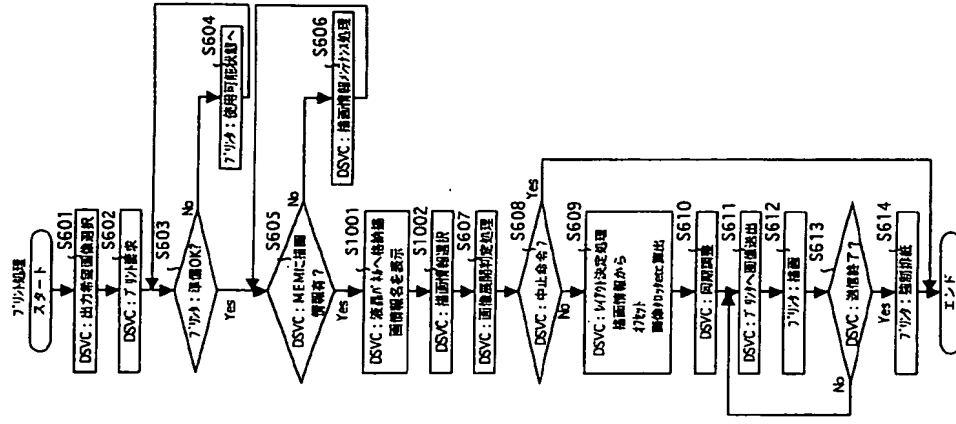 プリント処理
スタート
S601
DSVC:出力希望画像選択
S602
DSVC:プリント要求
S603
プリンタ:準備OK?
No
S604
プリンタ:使用可能状態へ
Yes
S605
DSVC:MEMに描画
情報有?
No
S606
DSVC:描画情報メンテナンス処理
Yes
S1001
DSVC:液晶パネルへ格納描
画情報名を表示
S1002
DSVC:描画情報選択
S607
DSVC:画像展開判定処理
S608
DSVC:中止命令?
Yes
No
S609
DSVC:レイアウト決定処理
描画情報から
オフセット
画像ブロックetc算出
S610
DSVC:同期調整
S611
DSVC:プリンタへ画像送出
S612
プリンタ:描画
S613
DSVC:送信終了?
No
Yes
S614
プリンタ:強制排紙
エンド